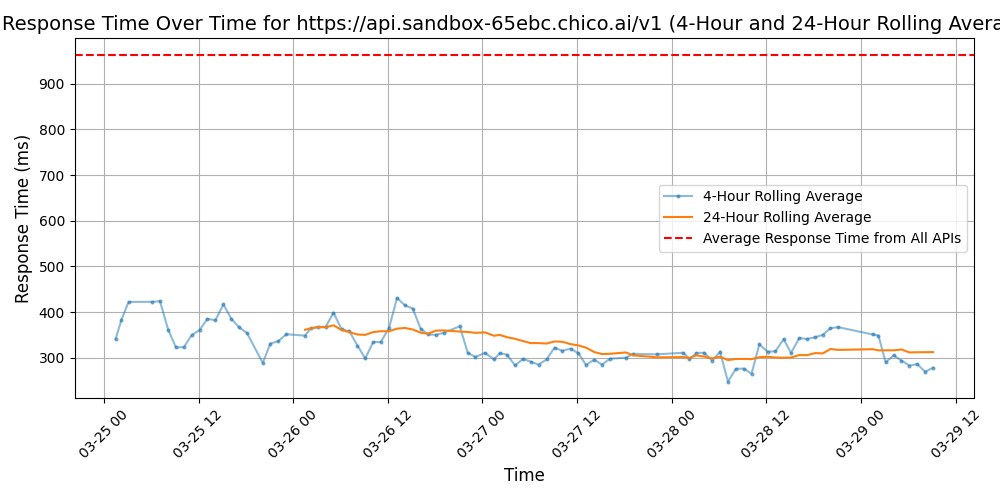 Response Time Over Time for https://api.sandbox-65ebc.chico.ai/v1 (4-Hour and 24-Hour Rolling Avera
Response Time (ms)
900
800
700
600
500
400
300
4-Hour Rolling Average
24-Hour Rolling Average
Average Response Time from All APIs
03-25 00
03-25 12
03-26 00
03-26 12
03-27 00
03-27 12
03-28 00
03-28 12
03-29 00
03-29 12
Time